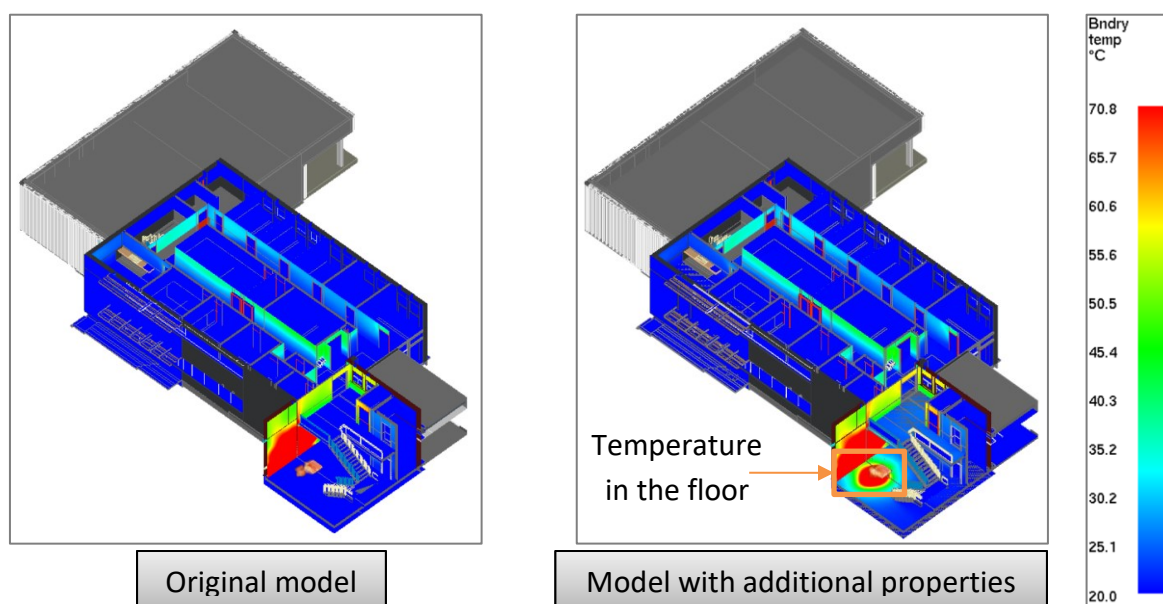 Bndry
temp
°C
70.8
65.7
60.6
55.6
50.5
45.4
40.3
35.2
30.2
25.1
20.0
Temperature
in the floor
Original model
Model with additional properties